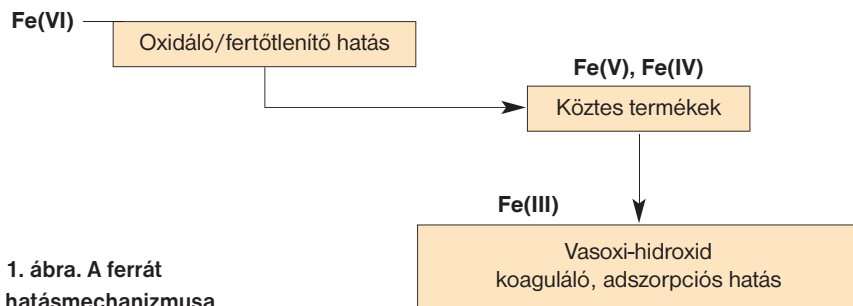 Fe(VI)
Oxidáló/fertőtlenítő hatás
Fe(V), Fe(IV)
Köztes termékek
Fe(III)
Vasoxi-hidroxid
koaguláló, adszorpciós hatás
1. ábra. A ferrát
hatásmechanizmusa